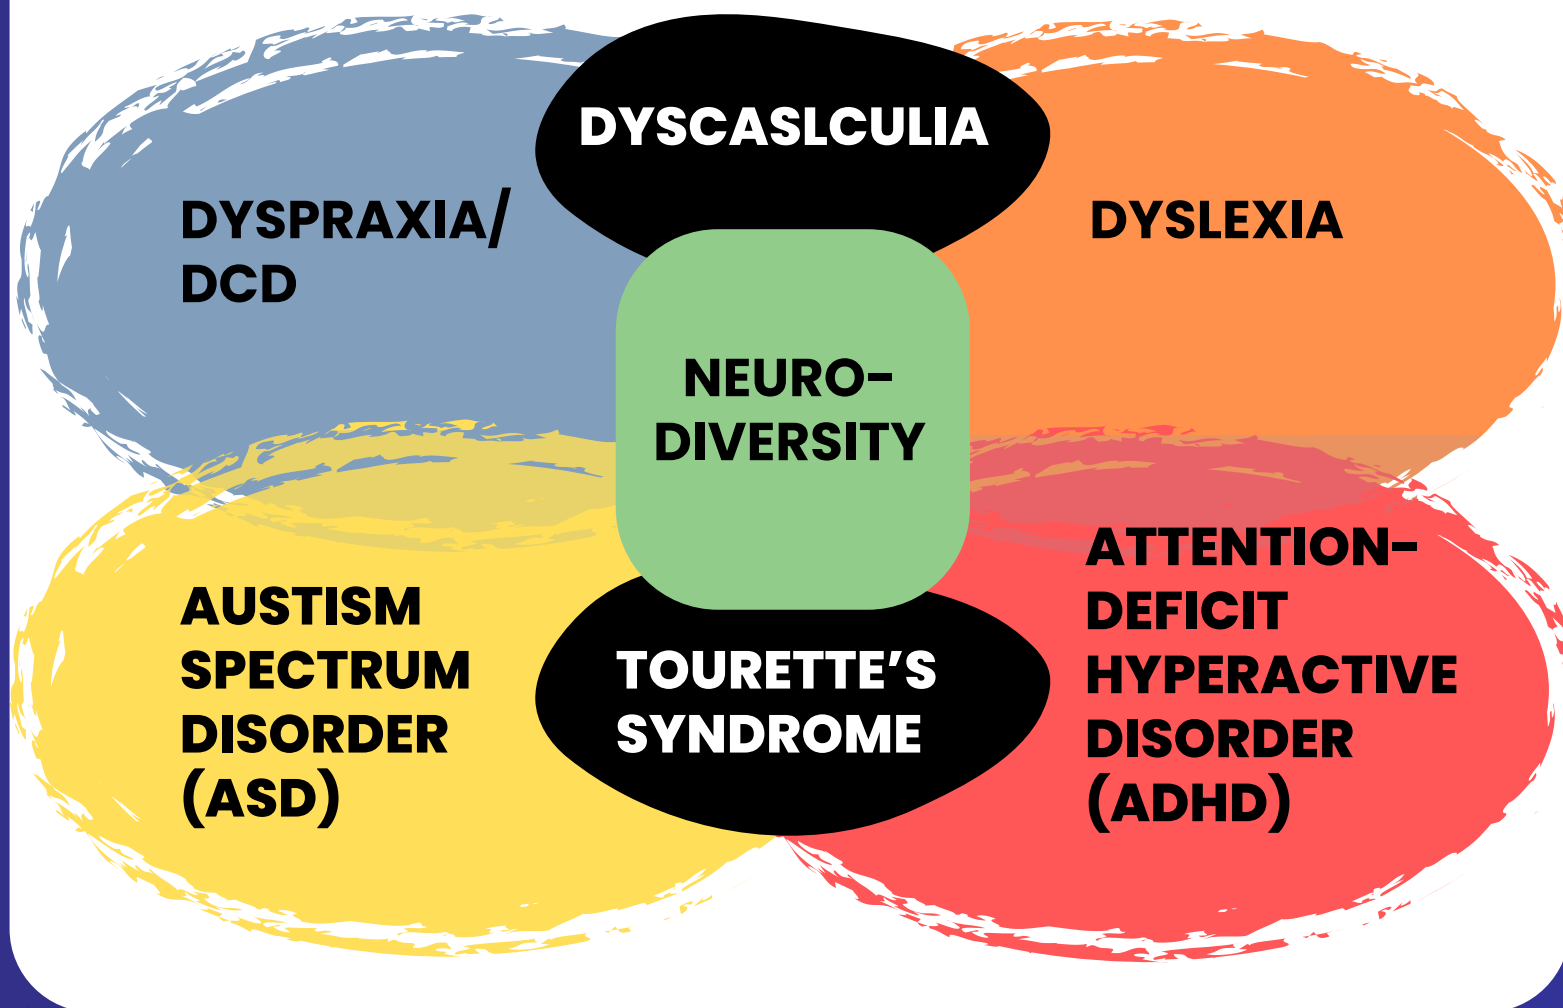 DYSCASLCULIA
DYSPRAXIA/
DCD
DYSLEXIA
NEURO-
DIVERSITY
AUSTISM
SPECTRUM
DISORDER
(ASD)
TOURETTE’S
SYNDROME
ATTENTION-
DEFICIT
HYPERACTIVE
DISORDER
(ADHD)